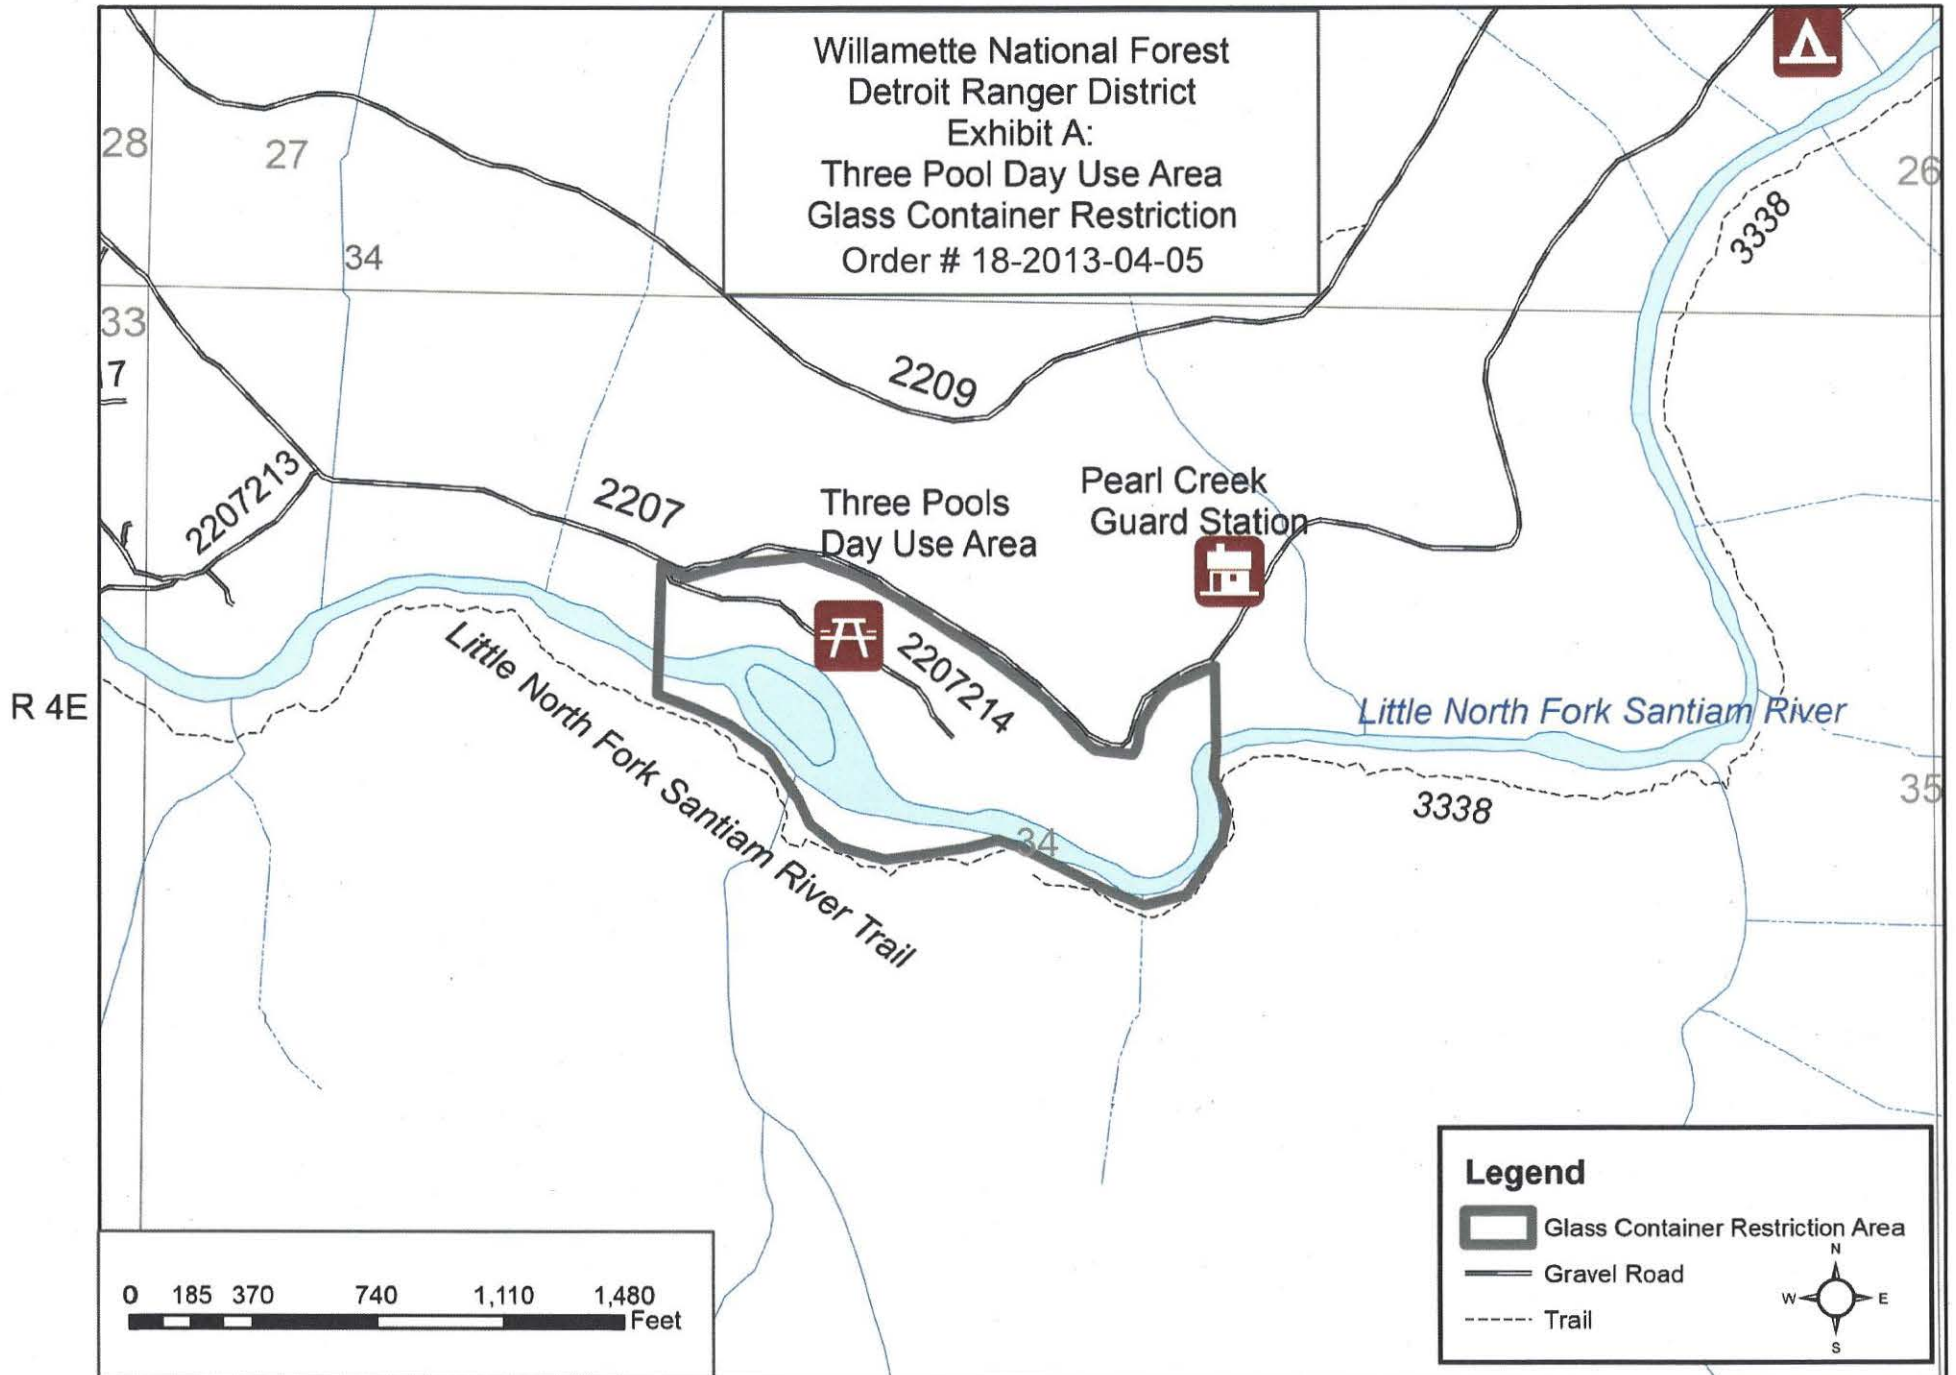 Willamette National Forest
Detroit Ranger District
Exhibit A:
Three Pool Day Use Area
Glass Container Restriction
Order # 18-2013-04-05
28
27
26
34
33
3338
7
2209
2207213
2207
Three Pools
Day Use Area
Pearl Creek
Guard Station
2207214
Little North Fork Santiam River Trail
R 4E
Little North Fork Santiam River
3338
35
34
Legend
Glass Container Restriction Area
Gravel Road
Trail
N
W E
S
0 185 370 740 1,110 1,480
Feet